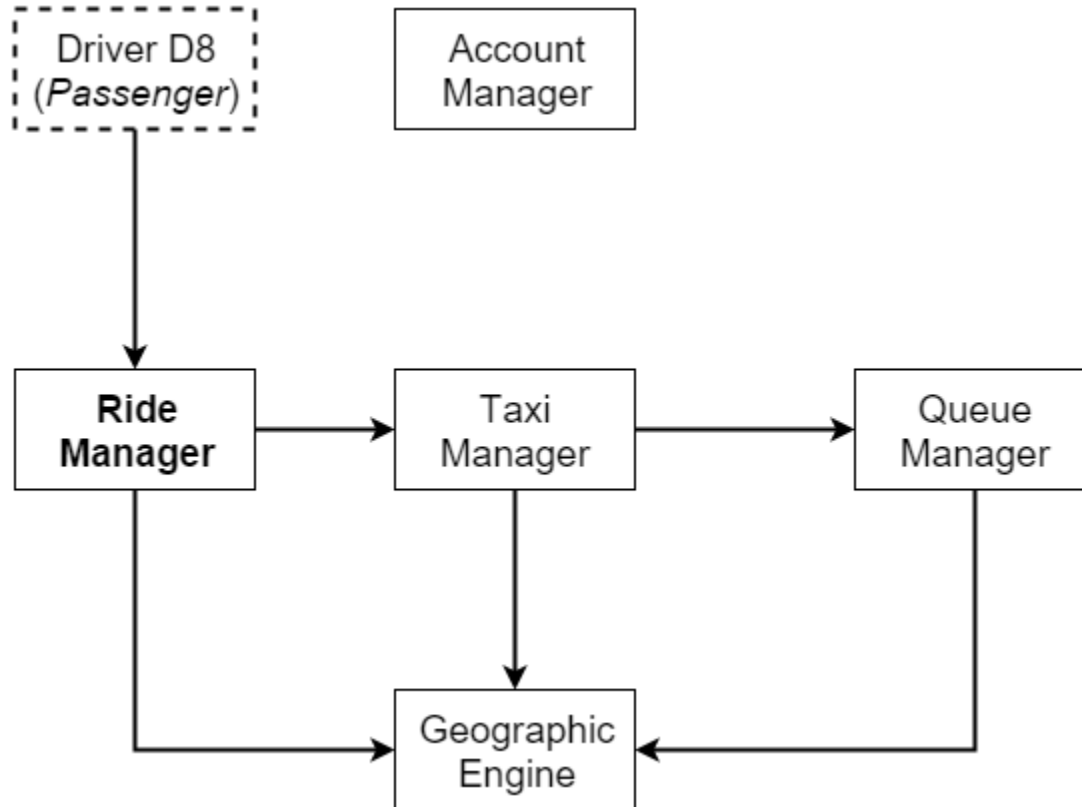 Driver D8
(Passenger)
Account
Manager
Ride
Manager
Taxi
Manager
Queue
Manager
Geographic
Engine